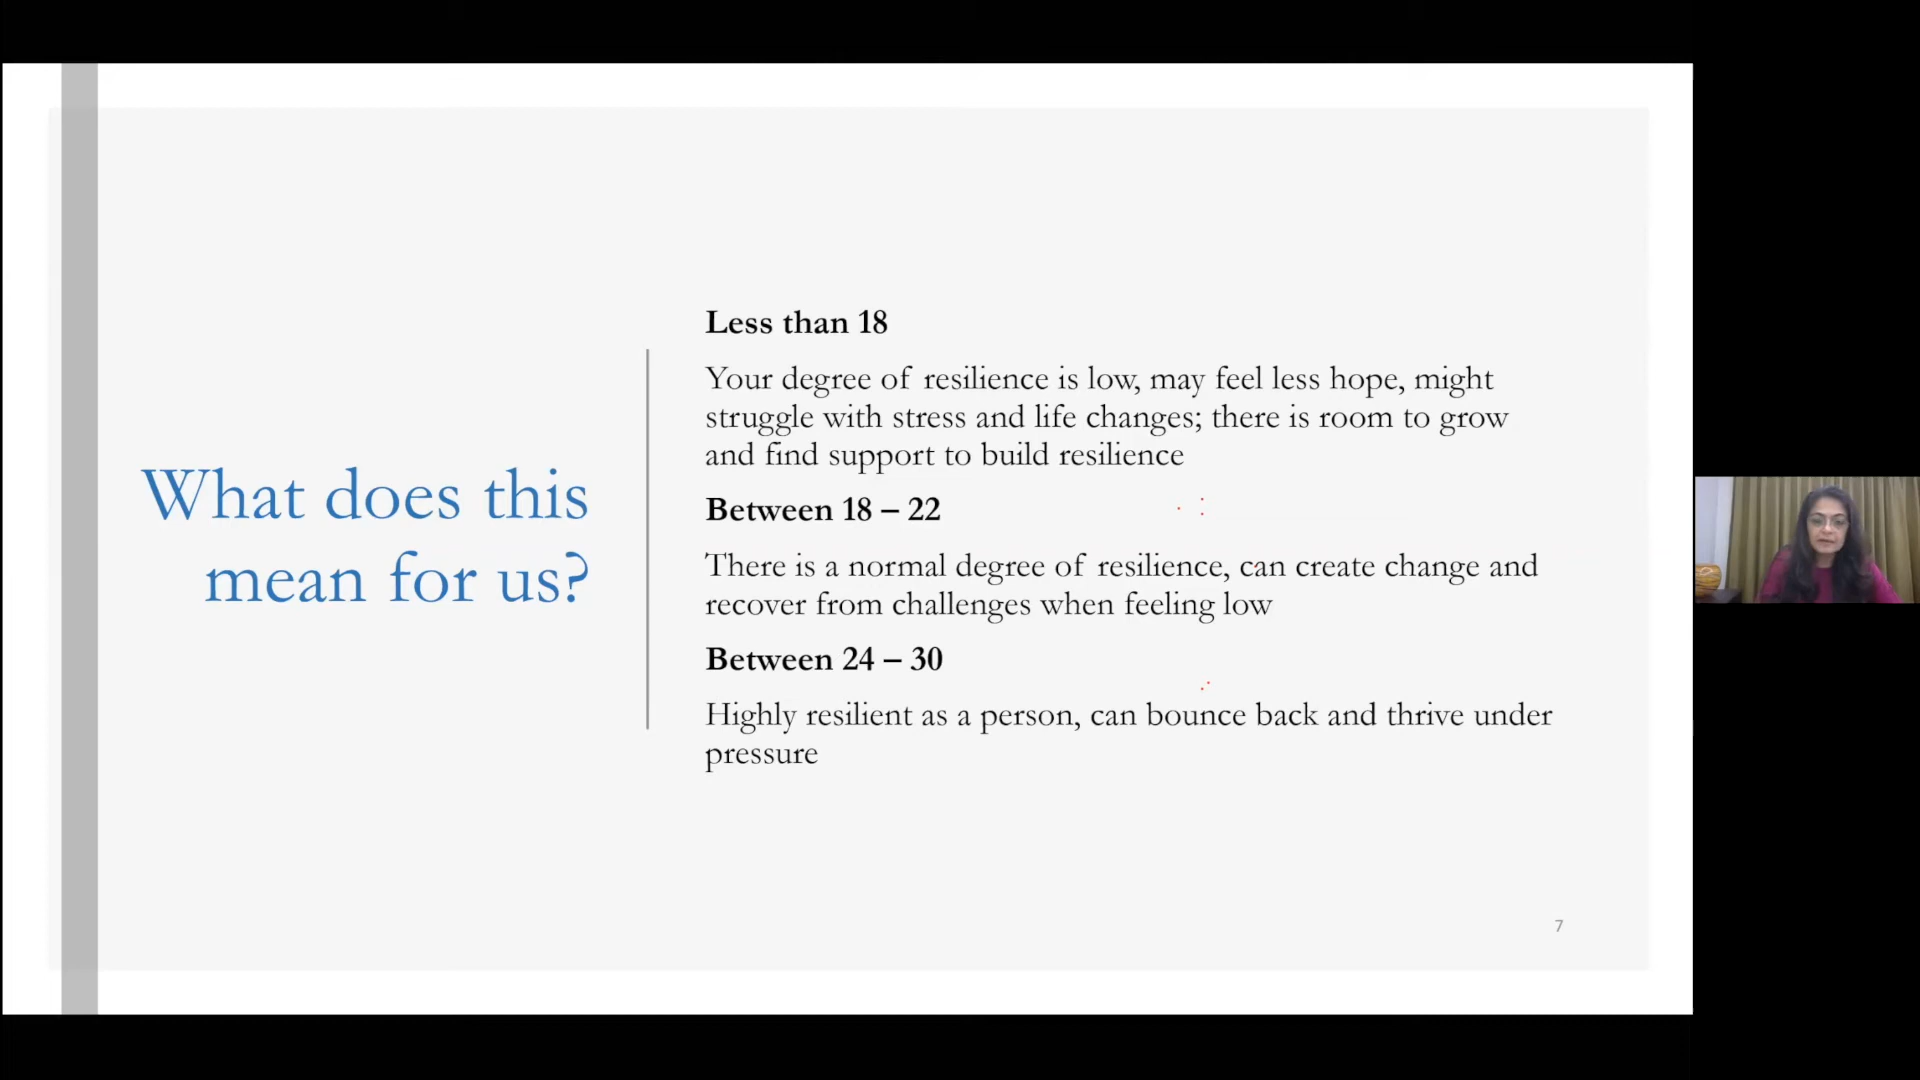 What does this
mean for us?
Less than 18
Your degree of resilience is low, may feel less hope, might
struggle with stress and life changes; there is room to grow
and find support to build resilience
Between 18 – 22
There is a normal degree of resilience, can create change and
recover from challenges when feeling low
Between 24 – 30
Highly resilient as a person, can bounce back and thrive under
pressure
7